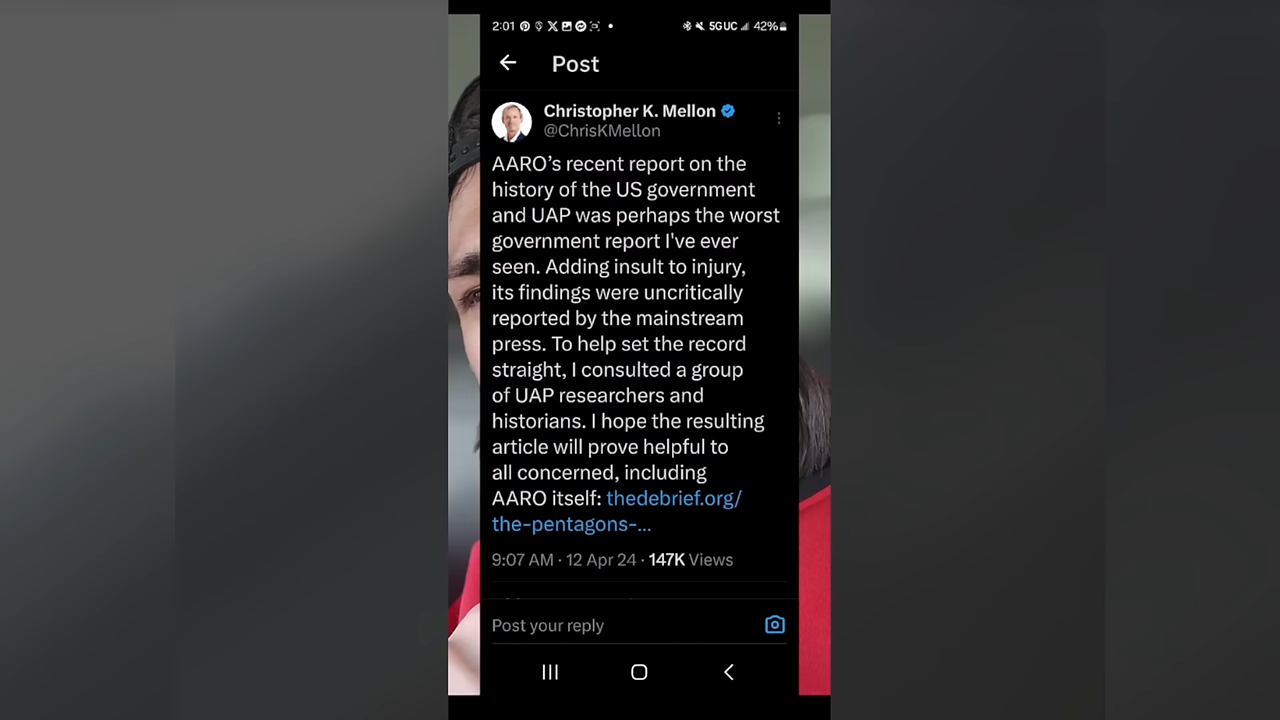 2:01
5GUC
42%
Post
Christopher K. Mellon
@ChrisKMellon
AARO’s recent report on the
history of the US government
and UAP was perhaps the worst
government report I've ever
seen. Adding insult to injury,
its findings were uncritically
reported by the mainstream
press. To help set the record
straight, I consulted a group
of UAP researchers and
historians. I hope the resulting
article will prove helpful to
all concerned, including
AARO itself: thedebrief.org/
the-pentagons-...
9:07 AM · 12 Apr 24 · 147K Views
Post your reply